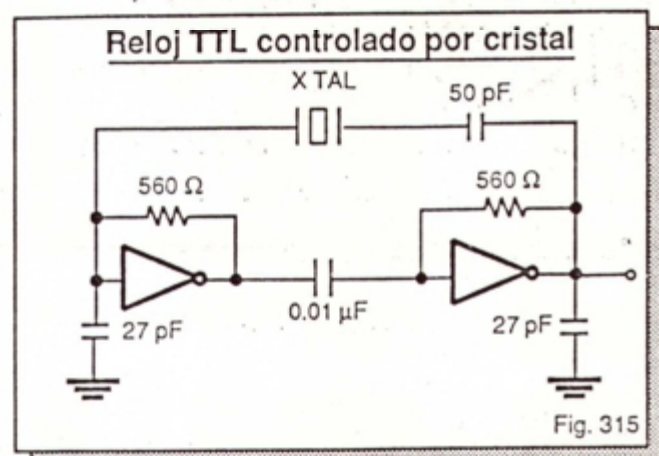 Reloj TTL controlado por cristal
X TAL
50 pF.
560 Ω
560 Ω
0.01 µF
27 pF
27 pF
Fig. 315